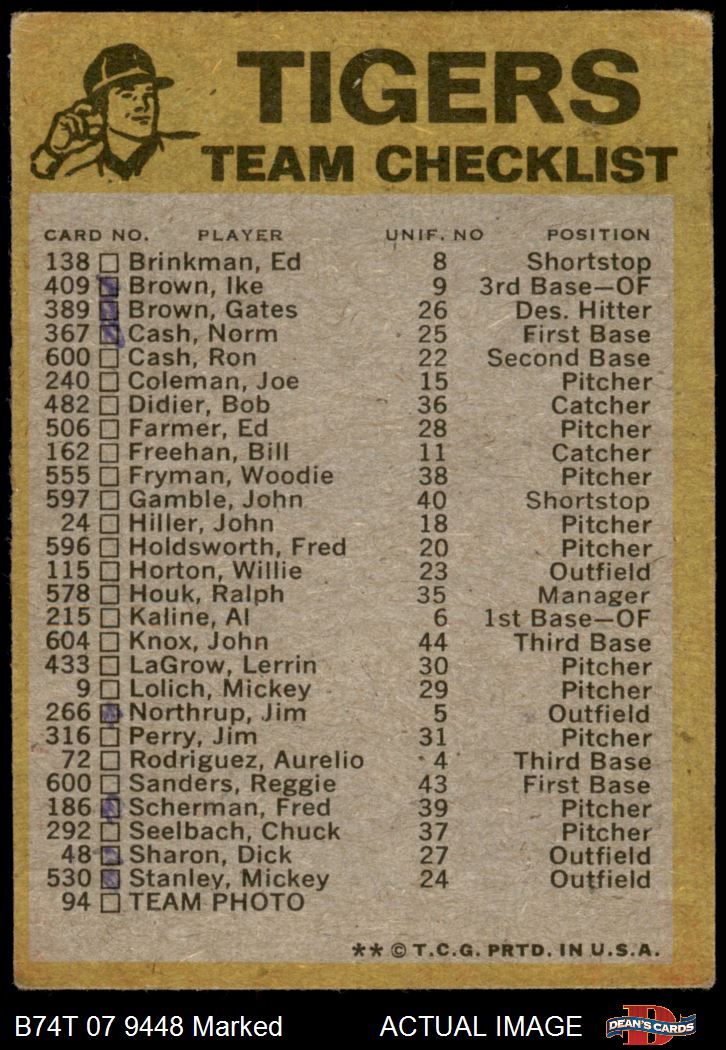 TIGERS
TEAM CHECKLIST
CARD NO. PLAYER UNIF. NO POSITION
138 Brinkman, Ed 8 Shortstop
409 Brown, Ike 9 3rd Base—OF
389 Brown, Gates 26 Des. Hitter
367 Cash, Norm 25 First Base
600 Cash, Ron 22 Second Base
240 Coleman, Joe 15 Pitcher
482 Didier, Bob 36 Catcher
506 Farmer, Ed 28 Pitcher
162 Freehan, Bill 11 Catcher
555 Fryman, Woodie 38 Pitcher
597 Gamble, John 40 Shortstop
24 Hiller, John 18 Pitcher
596 Holdsworth, Fred 20 Pitcher
115 Horton, Willie 23 Outfield
578 Houk, Ralph 35 Manager
215 Kaline, Al 6 1st Base—OF
604 Knox, John 44 Third Base
433 LaGrow, Lerrin 30 Pitcher
9 Lolich, Mickey 29 Pitcher
266 Northrup, Jim 5 Outfield
316 Perry, Jim 31 Pitcher
72 Rodriguez, Aurelio 4 Third Base
600 Sanders, Reggie 43 First Base
186 Scherman, Fred 39 Pitcher
292 Seelbach, Chuck 37 Pitcher
48 Sharon, Dick 27 Outfield
530 Stanley, Mickey 24 Outfield
94 TEAM PHOTO
** © T.C.G. PRTD. IN U.S.A.
B74T 07 9448 Marked ACTUAL IMAGE DEAN'S CARDS